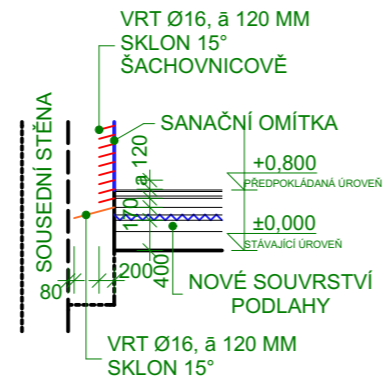 VRT Ø16, ā 120 MM
SKLON 15°
ŠACHOVNICOVĚ
SOUSEDNÍ STĚNA
SANAČNÍ OMÍTKA
a 120
170
+0,800
PŘEDPOKLÁDANÁ ÚROVEŇ
±0,000
STÁVAJÍCÍ ÚROVEŇ
80
200
400
NOVÉ SOUVRSTVÍ
PODLAHY
VRT Ø16, ā 120 MM
SKLON 15°